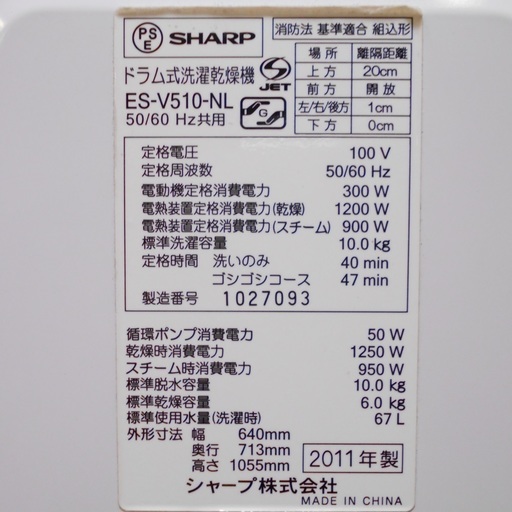 PS E SHARP
ドラム式洗濯乾燥機
ES-V510-NL
50/60 Hz共用
JET
G
消防法 基準適合 組込形
場所 離隔距離
上方 20cm
前方 開放
左/右/後方 1cm
下方 0cm
定格電圧 100 V
定格周波数 50/60 Hz
電動機定格消費電力 300 W
電熱装置定格消費電力(乾燥) 1200 W
電熱装置定格消費電力(スチーム) 900 W
標準洗濯容量 10.0 kg
定格時間 洗いのみ 40 min
ゴシゴシコース 47 min
製造番号 1027093
循環ポンプ消費電力 50 W
乾燥時消費電力 1250 W
スチーム時消費電力 950 W
標準脱水容量 10.0 kg
標準乾燥容量 6.0 kg
標準使用水量(洗濯時) 67 L
外形寸法 幅 640mm
奥行 713mm
高さ 1055mm
2011年製
シャープ株式会社
MADE IN CHINA